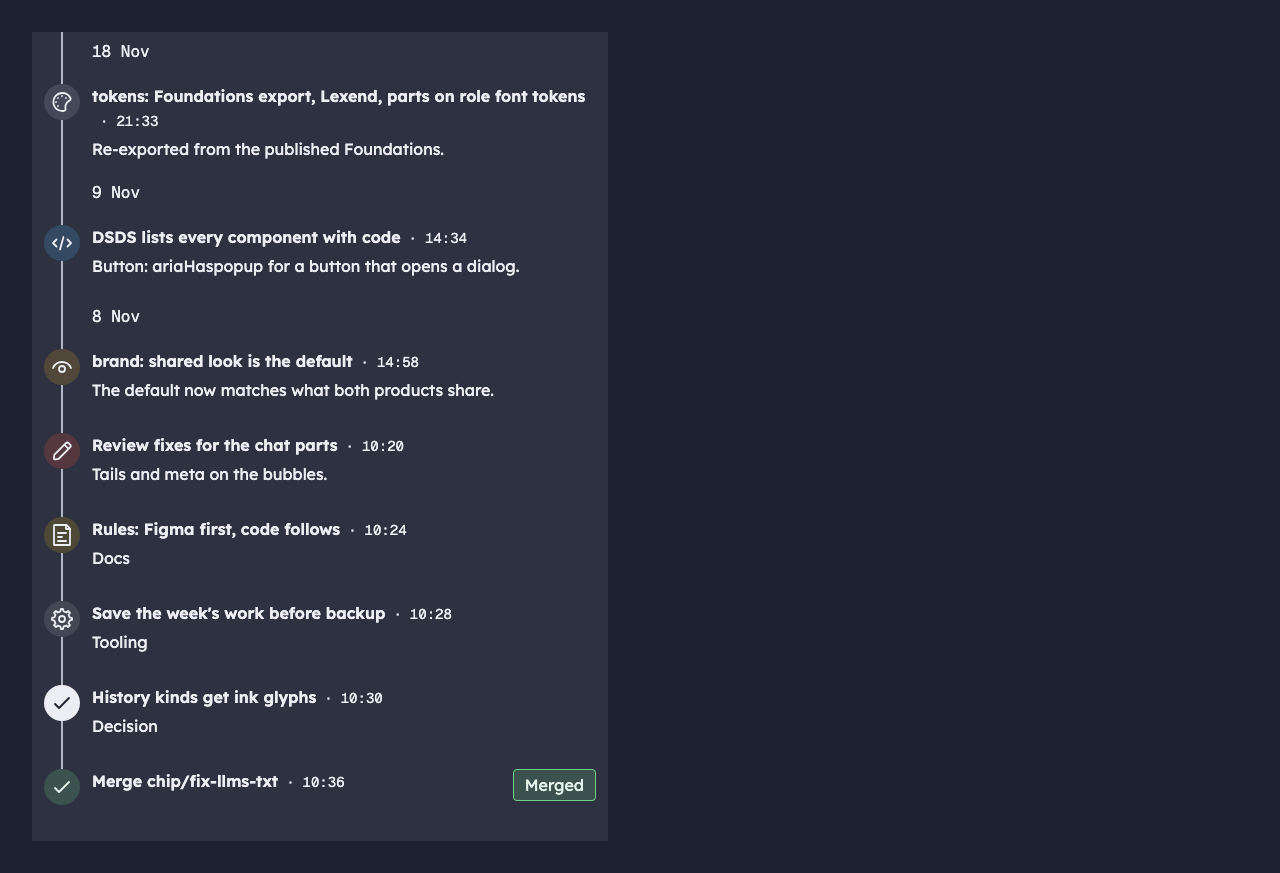 18 Nov
tokens: Foundations export, Lexend, parts on role font tokens
· 21:33
Re-exported from the published Foundations.
9 Nov
DSDS lists every component with code · 14:34
Button: ariaHaspopup for a button that opens a dialog.
8 Nov
brand: shared look is the default · 14:58
The default now matches what both products share.
Review fixes for the chat parts · 10:20
Tails and meta on the bubbles.
Rules: Figma first, code follows · 10:24
Docs
Save the week's work before backup · 10:28
Tooling
History kinds get ink glyphs · 10:30
Decision
Merge chip/fix-llms-txt · 10:36 Merged